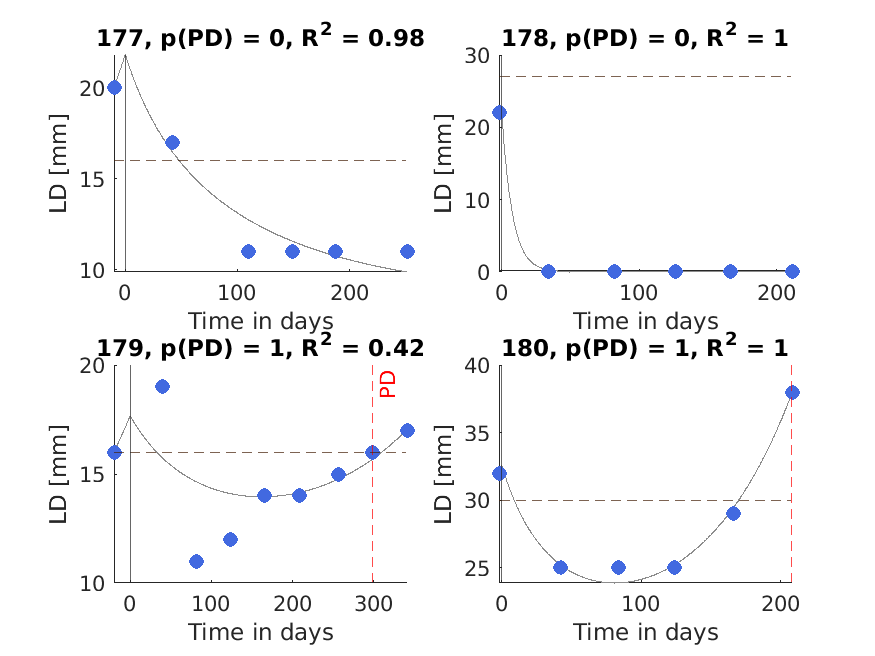 177, p(PD) = 0, R2 = 0.98
LD [mm]
20
15
10
0
100
200
Time in days
178, p(PD) = 0, R2 = 1
LD [mm]
30
20
10
0
0
100
200
Time in days
179, p(PD) = 1, R2 = 0.42
LD [mm]
20
15
10
PD
0
100
200
300
Time in days
180, p(PD) = 1, R2 = 1
LD [mm]
40
35
30
25
0
100
200
Time in days